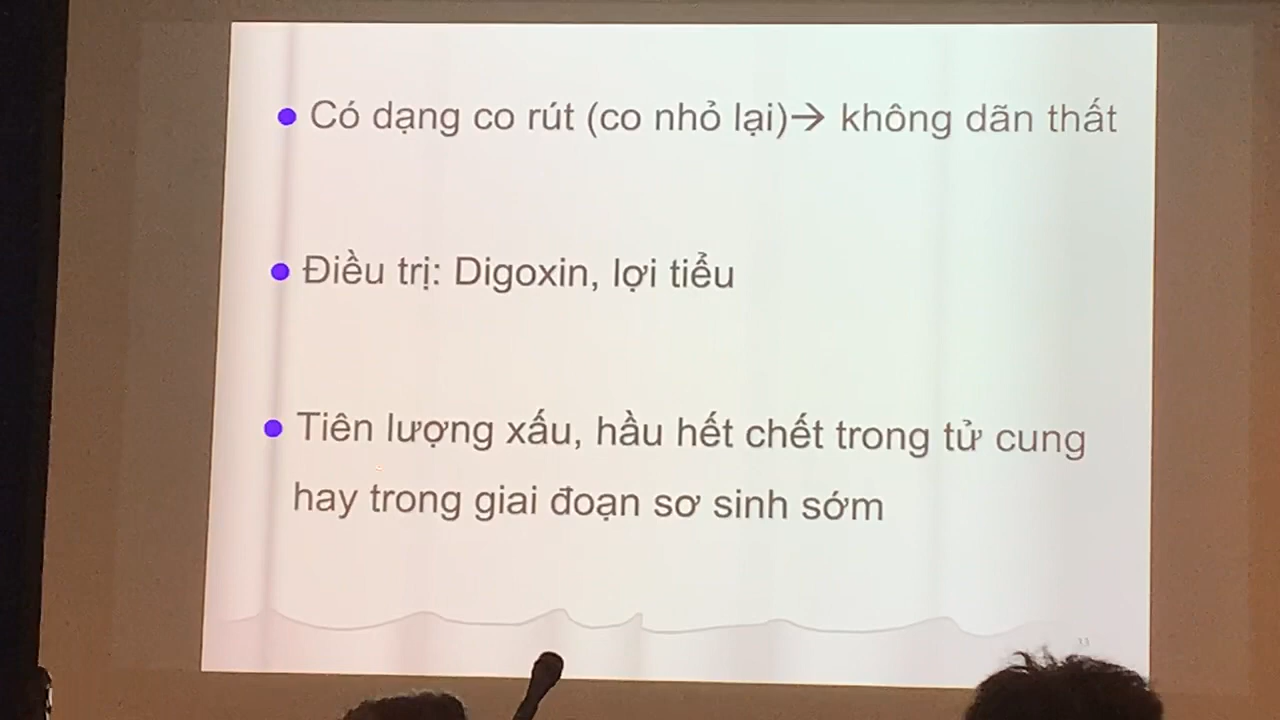 Có dạng co rút (co nhỏ lại)→ không dãn thất
Điều trị: Digoxin, lợi tiểu
Tiên lượng xấu, hầu hết chết trong tử cung
hay trong giai đoạn sơ sinh sớm